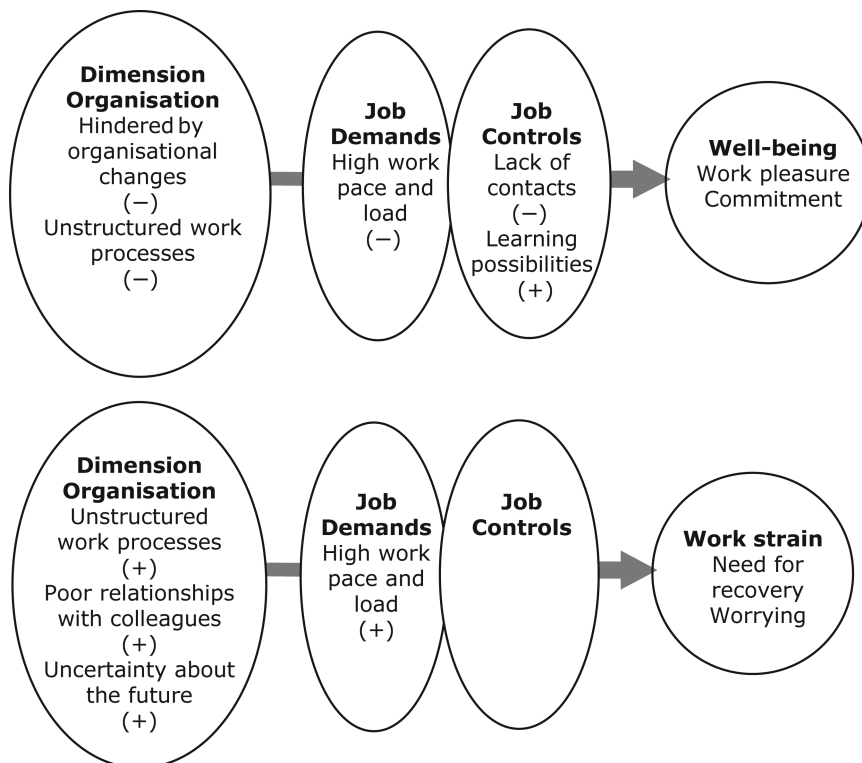 Dimension
Organisation
Hindered by
organisational
changes
(−)
Unstructured work
processes
(−)
Job
Demands
High work
pace and
load
(−)
Job
Controls
Lack of
contacts
(−)
Learning
possibilities
(+)
Well-being
Work pleasure
Commitment
Dimension
Organisation
Unstructured
work processes
(+)
Poor relationships
with colleagues
(+)
Uncertainty about
the future
(+)
Job
Demands
High work
pace and
load
(+)
Job
Controls
Work strain
Need for
recovery
Worrying